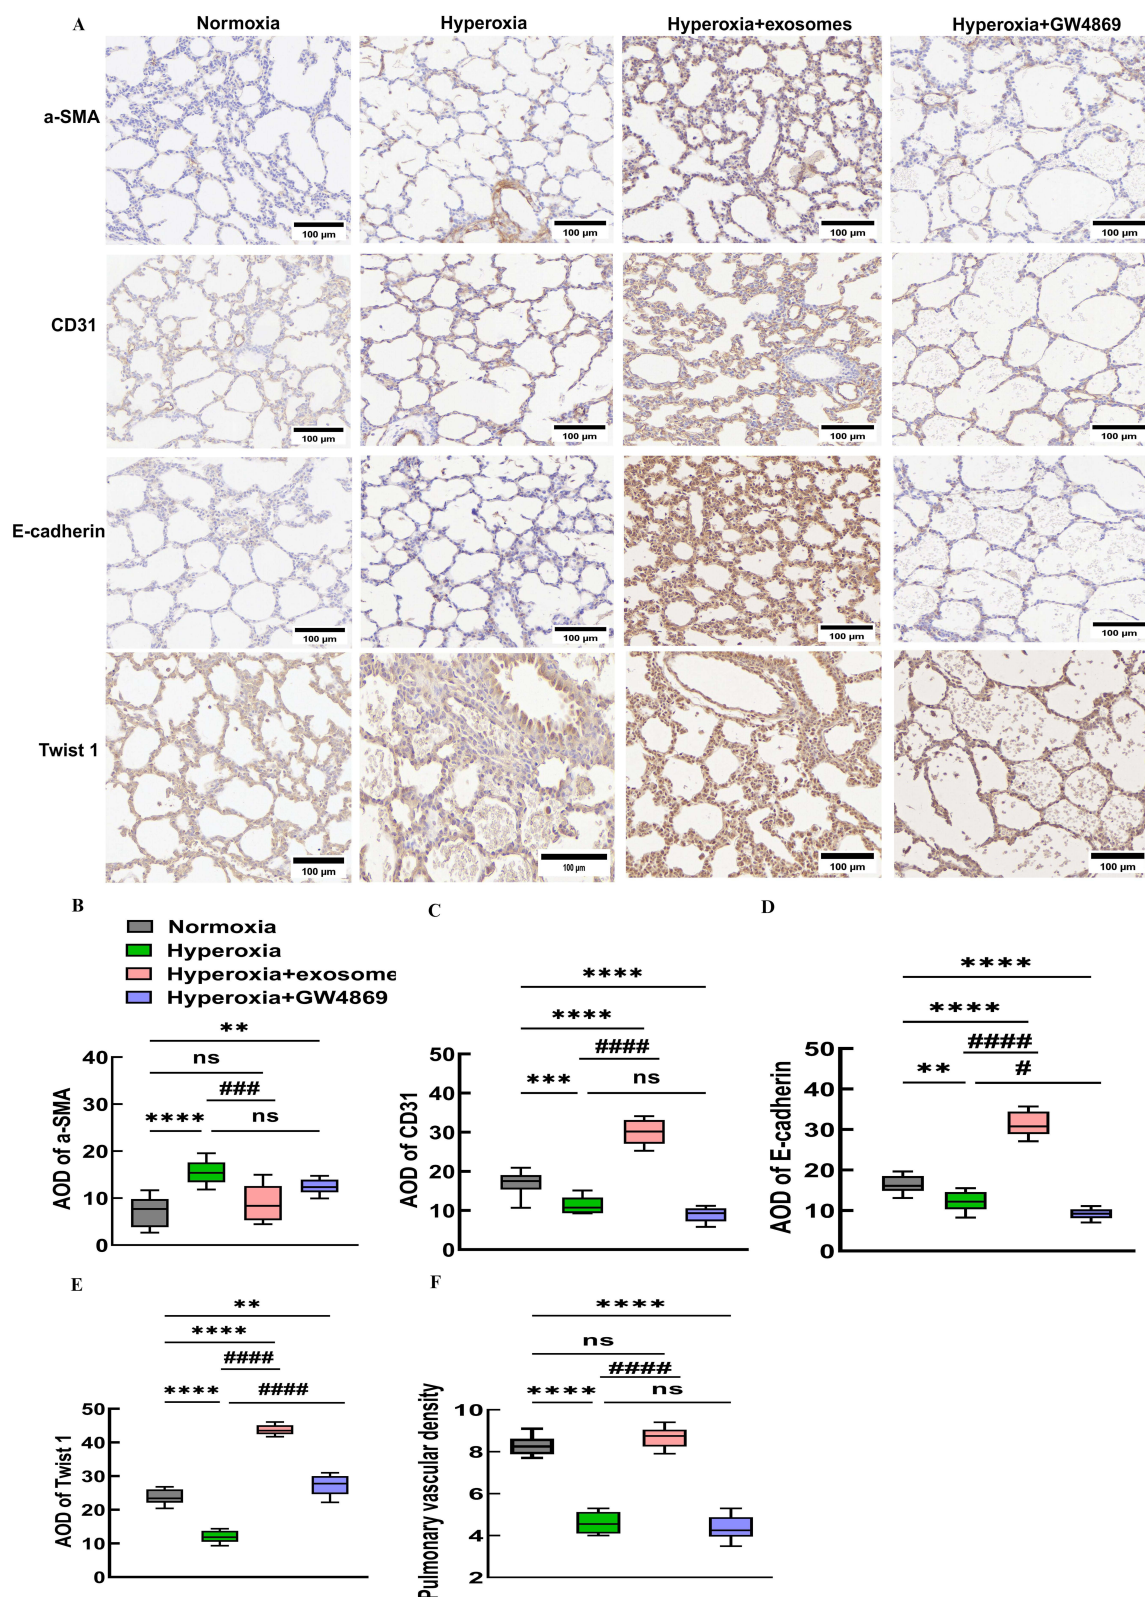 A
Normoxia
Hyperoxia
Hyperoxia+exosomes
Hyperoxia+GW4869
a-SMA
100 µm
100 µm
100 µm
100 µm
CD31
100 µm
100 µm
100 µm
100 µm
E-cadherin
100 µm
100 µm
100 µm
100 µm
Twist 1
100 µm
100 µm
100 µm
100 µm
B
Normoxia
Hyperoxia
Hyperoxia+exosome
Hyperoxia+GW4869
**
ns
###
****
ns
AOD of a-SMA
40
30
20
10
0
C
****
****
####
***
ns
AOD of CD31
50
40
30
20
10
0
D
****
****
####
**
#
AOD of E-cadherin
50
40
30
20
10
0
E
**
****
####
****
####
AOD of Twist 1
50
40
30
20
10
0
F
****
ns
####
****
ns
Pulmonary vascular density
10
8
6
4
2